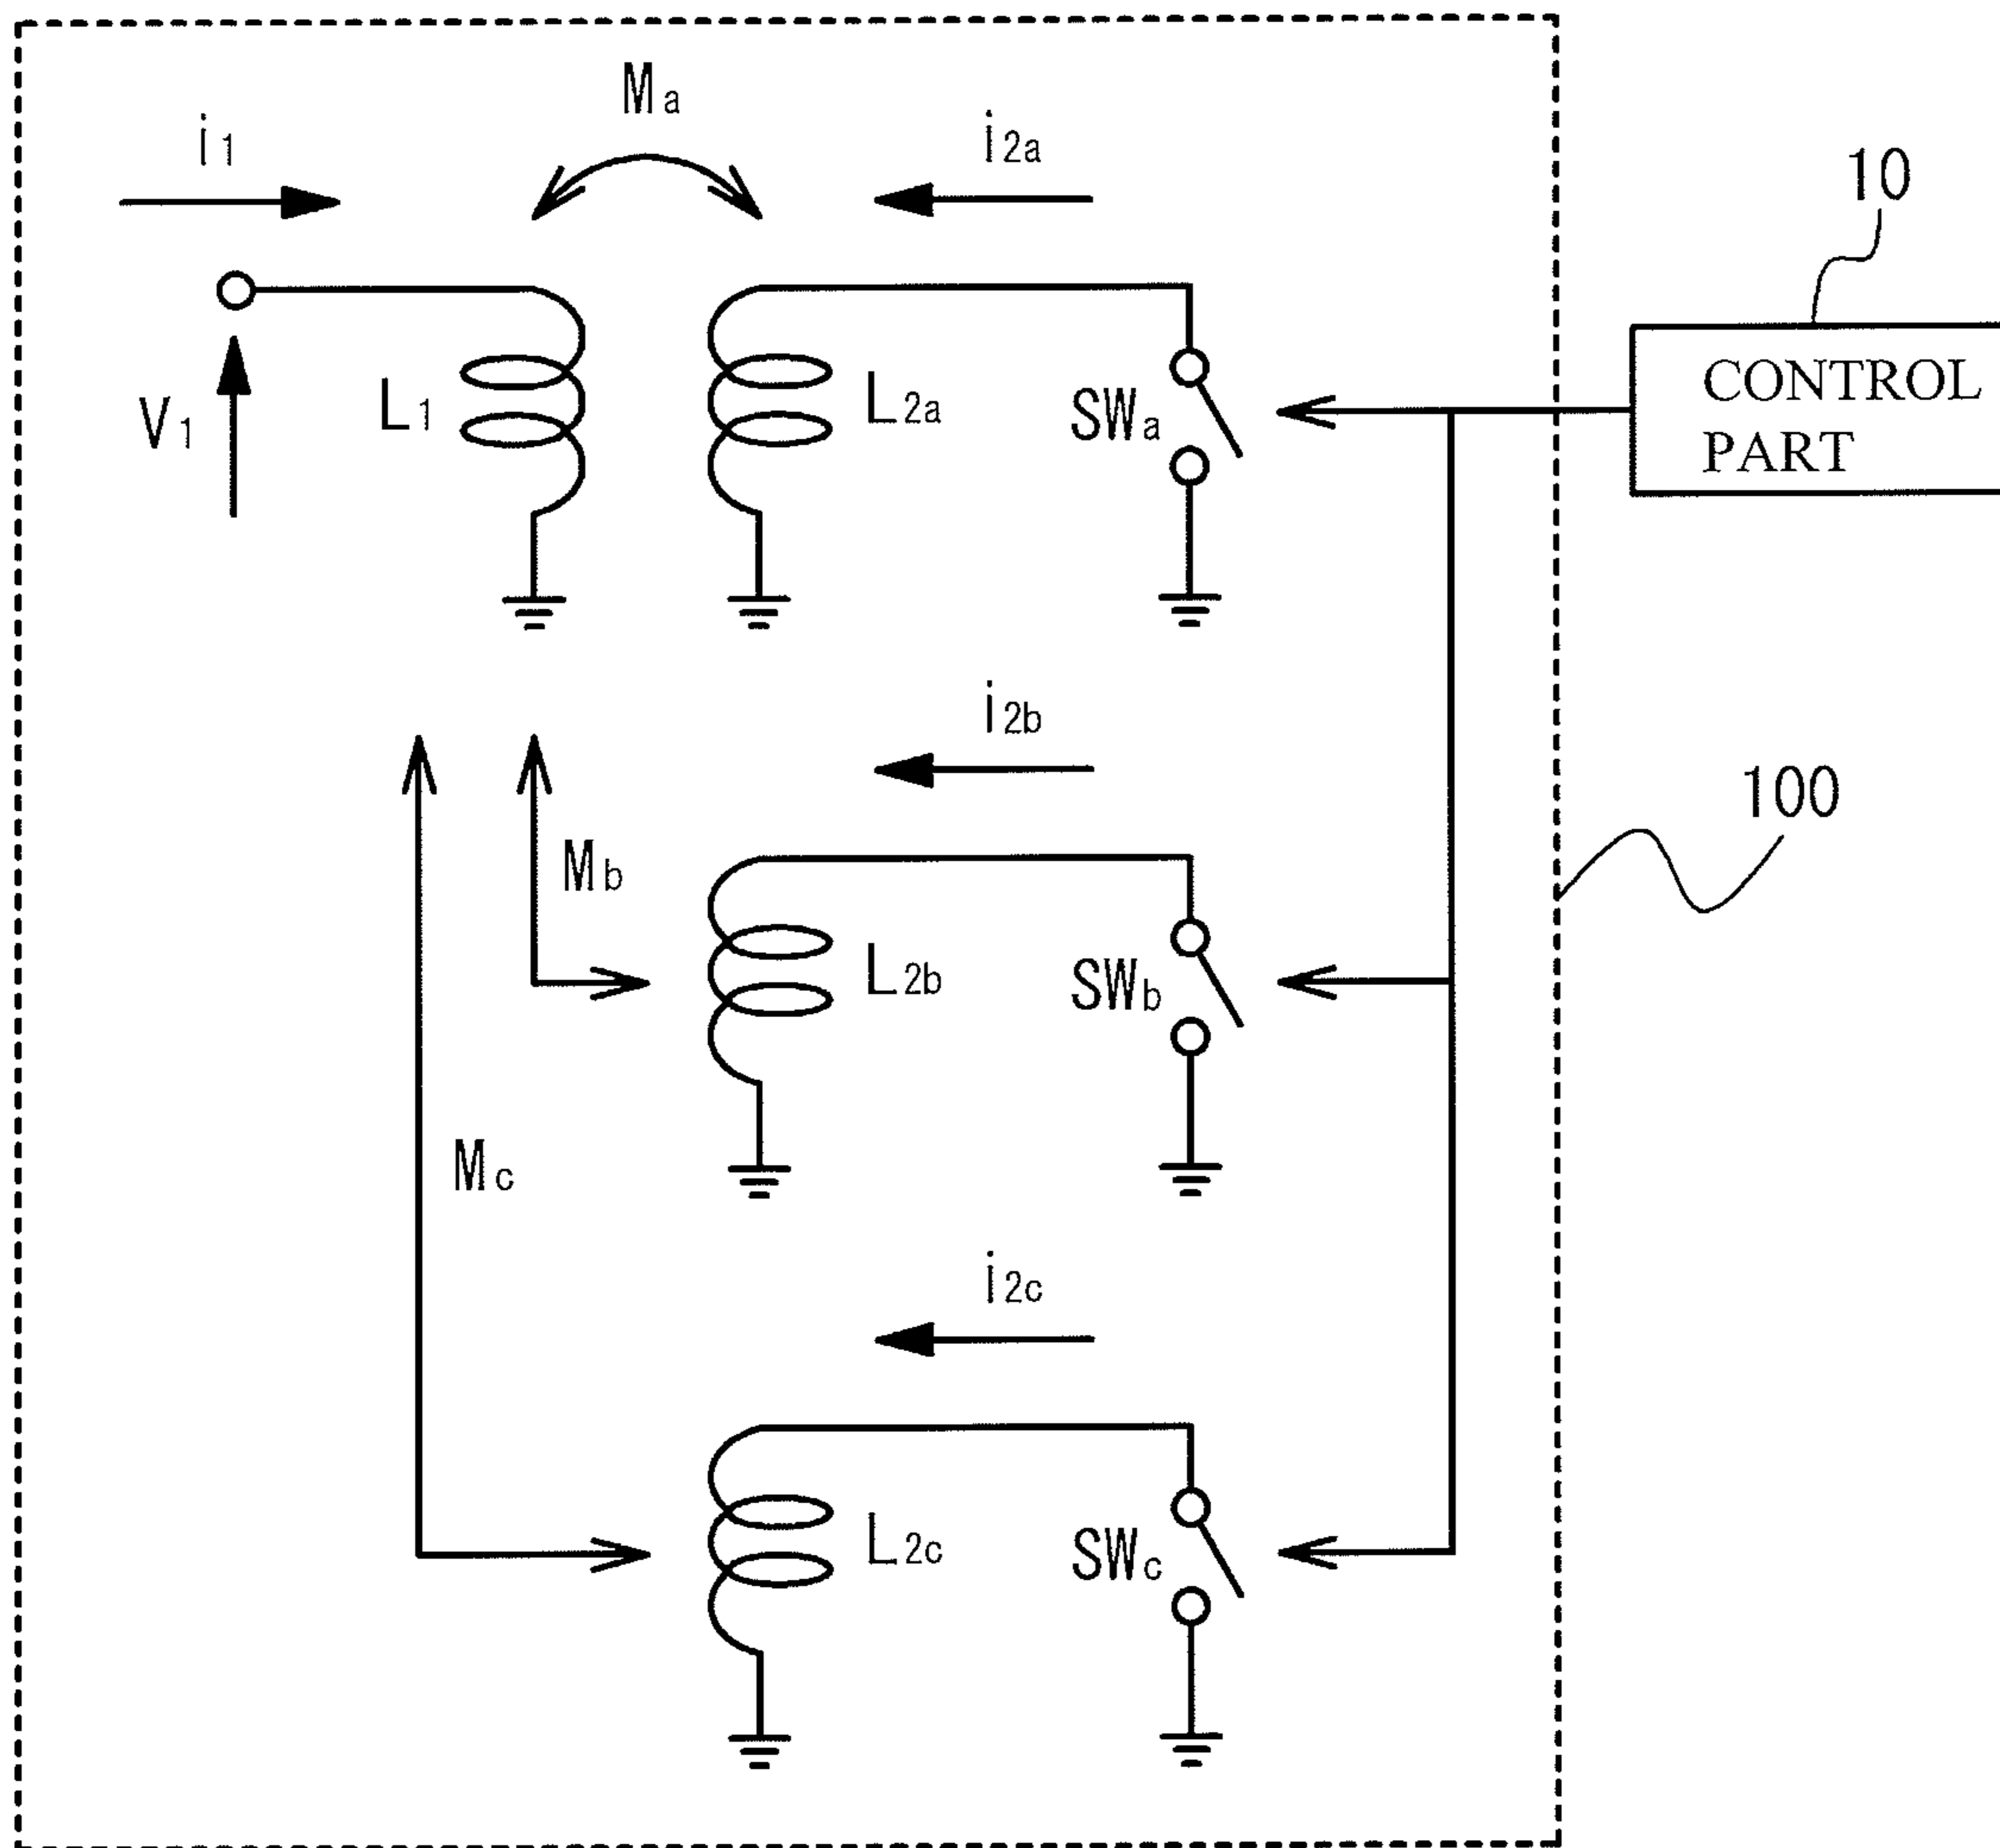 Ma
i1
i2a
10
CONTROL
PART
V1
L1
L2a
SWa
i2b
100
Mb
L2b
SWb
Mc
i2c
L2c
SWc